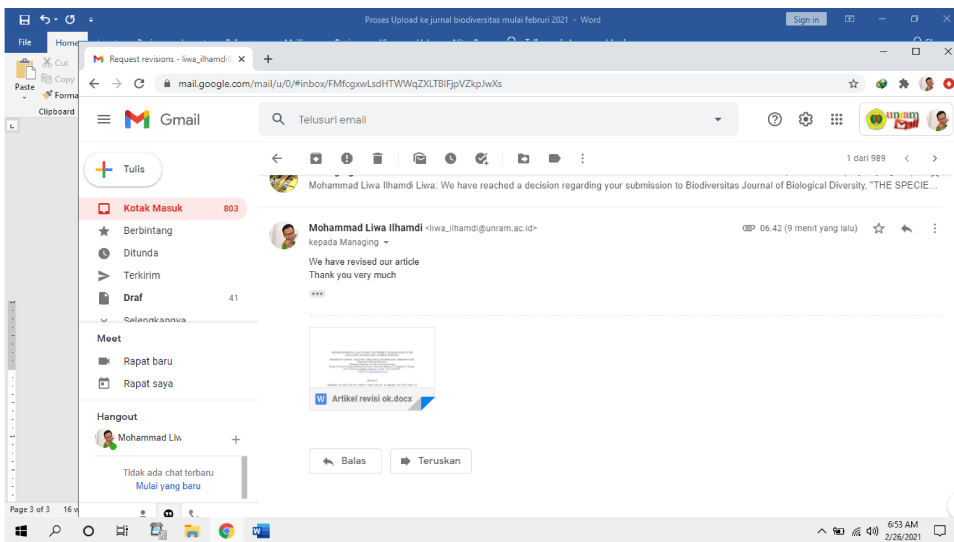 Proses Upload ke jurnal biodiversitas mulai februri 2021 - Word
Sign in
File Home
Cut
Copy
Paste
Clipboard
Request revisions - liwa_ilhamdi
mail.google.com/mail/u/0/#inbox/FMfcgxwLsdHTWWqZXLTBlFjpVZkpJwXs
Gmail
Telusuri email
unram
Mail
Tulis
1 dari 989
Mohammad Liwa Ilhamdi Liwa: We have reached a decision regarding your submission to Biodiversitas Journal of Biological Diversity, "THE SPECIE...
Kotak Masuk 803
Berbintang
Ditunda
Terkirim
Draf 41
Selengkapnya
Mohammad Liwa Ilhamdi <liwa_ilhamdi@unram.ac.id>
06.42 (9 menit yang lalu)
kepada Managing
We have revised our article
Thank you very much
Artikel revisi ok.docx
Balas
Teruskan
Meet
Rapat baru
Rapat saya
Hangout
Mohammad Liw
Tidak ada chat terbaru
Mulai yang baru
Page 3 of 3
6:53 AM
2/26/2021